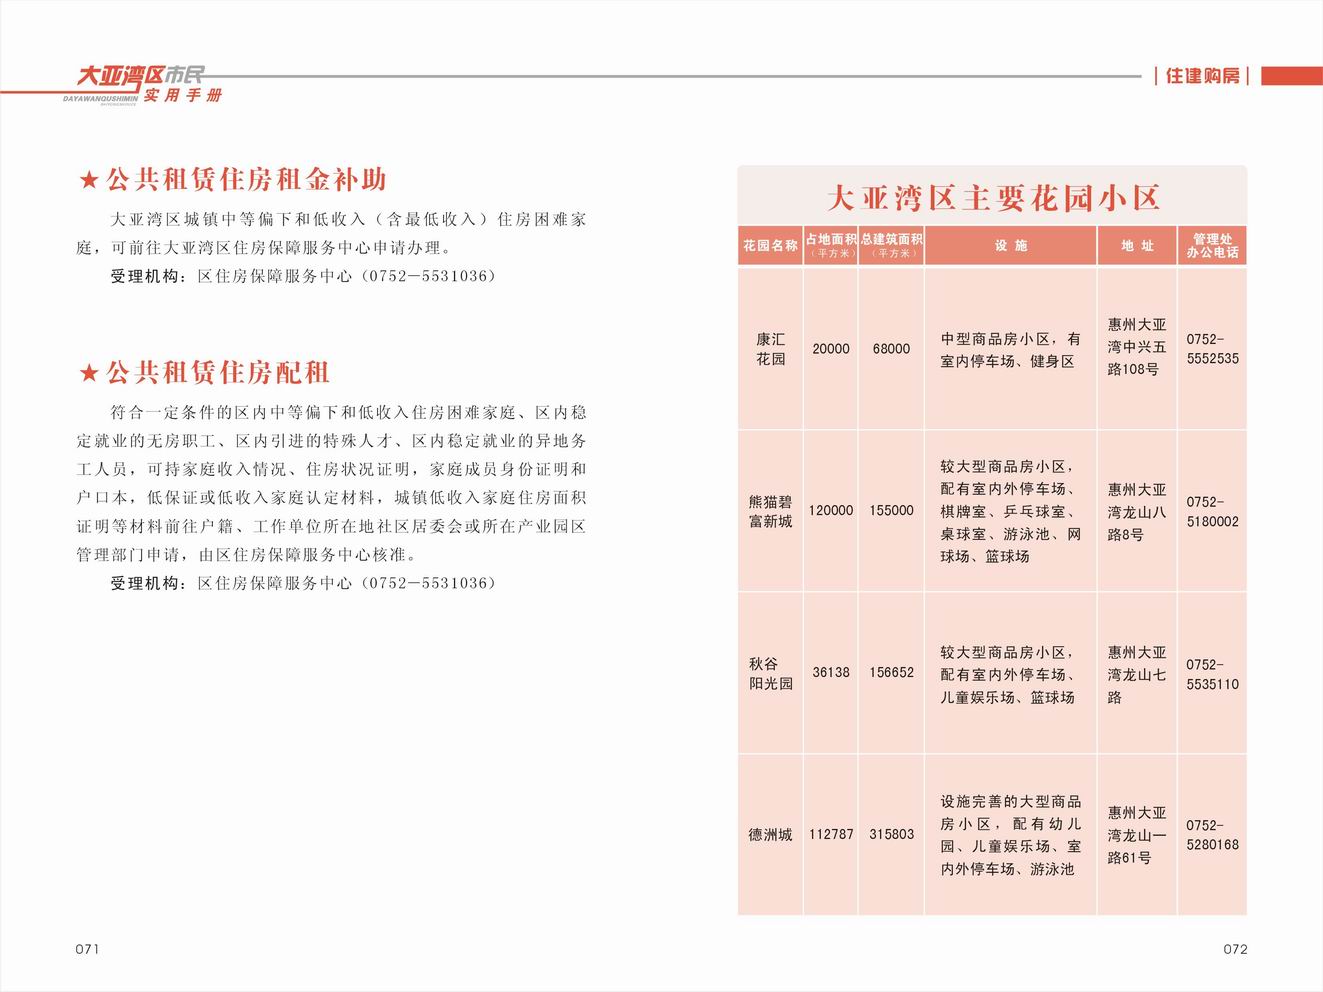 大亚湾区市民
DAYAWANQUSHIMIN
实用手册
住建购房
★公共租赁住房租金补助
大亚湾区城镇中等偏下和低收入（含最低收入）住房困难家
庭，可前往大亚湾区住房保障服务中心申请办理。
受理机构：区住房保障服务中心（0752—5531036）
★公共租赁住房配租
符合一定条件的区内中等偏下和低收入住房困难家庭、区内稳
定就业的无房职工、区内引进的特殊人才、区内稳定就业的异地务
工人员，可持家庭收入情况、住房状况证明，家庭成员身份证明和
户口本，低保证或低收入家庭认定材料，城镇低收入家庭住房面积
证明等材料前往户籍、工作单位所在地社区居委会或所在产业园区
管理部门申请，由区住房保障服务中心核准。
受理机构：区住房保障服务中心（0752—5531036）
071
大亚湾区主要花园小区
花园名称 占地面积（平方米） 总建筑面积（平方米） 设 施 地 址 管理处办公电话
康汇
花园
20000
68000
中型商品房小区，有
室内停车场、健身区
惠州大亚
湾中兴五
路108号
0752-
5552535
熊猫碧
富新城
120000
155000
较大型商品房小区，
配有室内外停车场、
棋牌室、乒乓球室、
桌球室、游泳池、网
球场、篮球场
惠州大亚
湾龙山八
路8号
0752-
5180002
秋谷
阳光园
36138
156652
较大型商品房小区，
配有室内外停车场、
儿童娱乐场、篮球场
惠州大亚
湾龙山七
路
0752-
5535110
德洲城
112787
315803
设施完善的大型商品
房小区，配有幼儿
园、儿童娱乐场、室
内外停车场、游泳池
惠州大亚
湾龙山一
路61号
0752-
5280168
072